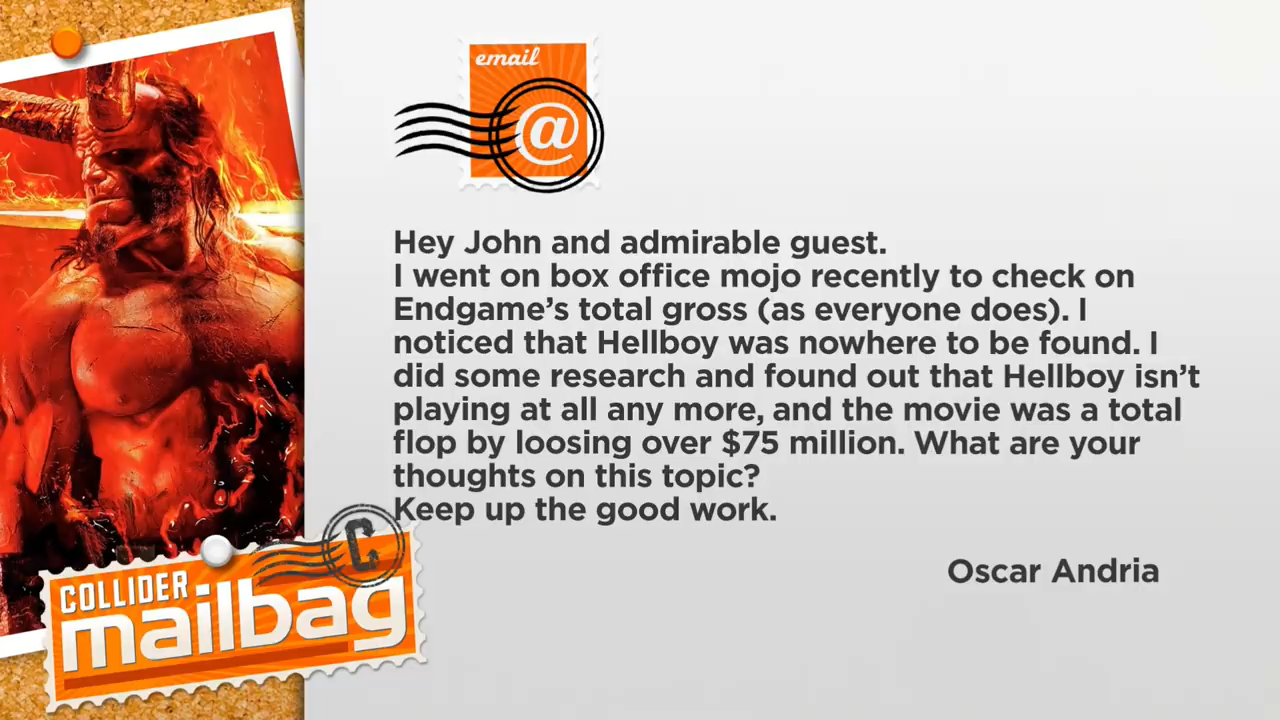 email
@
Hey John and admirable guest.
I went on box office mojo recently to check on
Endgame's total gross (as everyone does). I
noticed that Hellboy was nowhere to be found. I
did some research and found out that Hellboy isn't
playing at all any more, and the movie was a total
flop by loosing over $75 million. What are your
thoughts on this topic?
Keep up the good work.
Oscar Andria
C
COLLIDER
mailbag